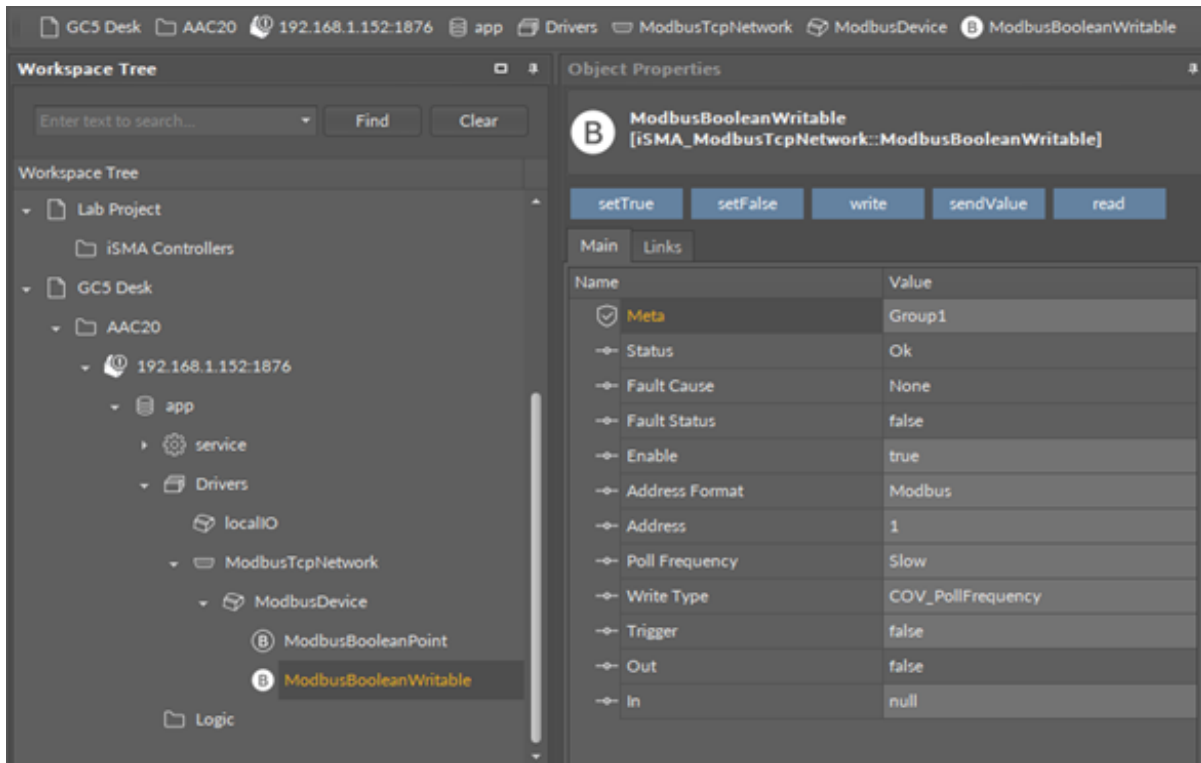 GC5 Desk AAC20 192.168.1.152:1876 app Drivers ModbusTcpNetwork ModbusDevice B ModbusBooleanWritable
Workspace Tree
Enter text to search... Find Clear
Workspace Tree
Lab Project
iSMA Controllers
GC5 Desk
AAC20
192.168.1.152:1876
app
service
Drivers
localIO
ModbusTcpNetwork
ModbusDevice
B ModbusBooleanPoint
B ModbusBooleanWritable
Logic
Object Properties
B ModbusBooleanWritable
[iSMA_ModbusTcpNetwork::ModbusBooleanWritable]
setTrue setFalse write sendValue read
Main Links
Name Value
Meta Group1
Status Ok
Fault Cause None
Fault Status false
Enable true
Address Format Modbus
Address 1
Poll Frequency Slow
Write Type COV_PollFrequency
Trigger false
Out false
In null